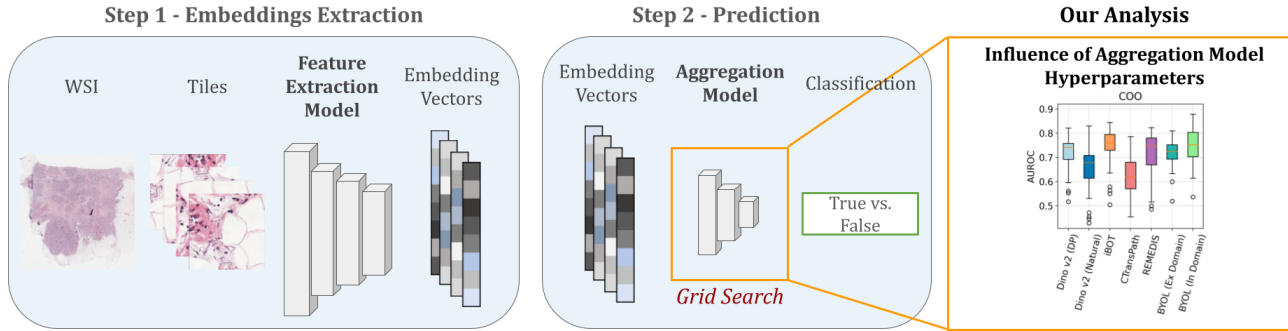 Step 1 - Embeddings Extraction
WSI
Tiles
Feature
Extraction
Model
Embedding
Vectors
Step 2 - Prediction
Embedding
Vectors
Aggregation
Model
Grid Search
Classification
True vs.
False
Our Analysis
Influence of Aggregation Model
Hyperparameters
COO
AUROC
0.9
0.8
0.7
0.6
0.5
Dino v2 (DP)
Dino v2 (Natural)
iBOT
CTransPath
REMEDIS
BYOL (Ex Domain)
BYOL (In Domain)